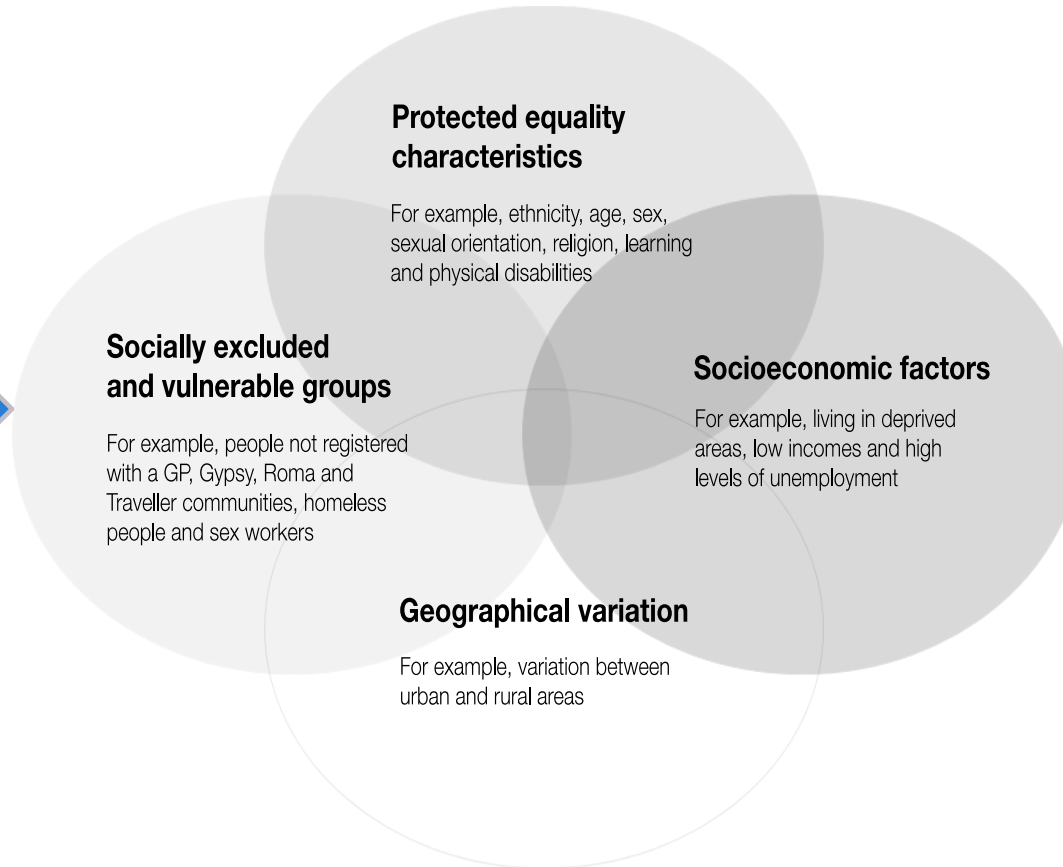 Protected equality
characteristics
For example, ethnicity, age, sex,
sexual orientation, religion, learning
and physical disabilities
Socially excluded
and vulnerable groups
For example, people not registered
with a GP, Gypsy, Roma and
Traveller communities, homeless
people and sex workers
Socioeconomic factors
For example, living in deprived
areas, low incomes and high
levels of unemployment
Geographical variation
For example, variation between
urban and rural areas